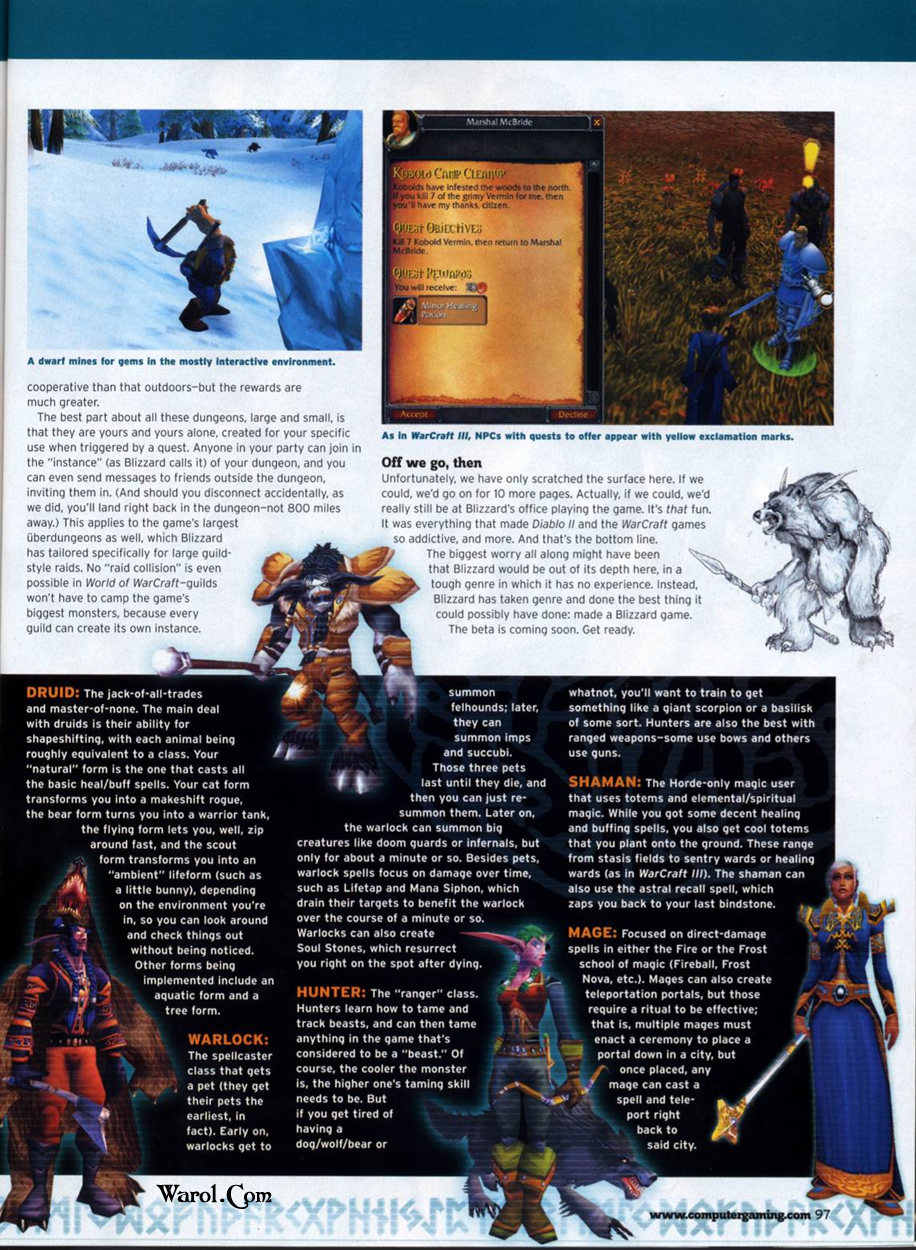 A dwarf mines for gems in the mostly interactive environment.
cooperative than that outdoors—but the rewards are
much greater.
The best part about all these dungeons, large and small, is
that they are yours and yours alone, created for your specific
use when triggered by a quest. Anyone in your party can join in
the "instance" (as Blizzard calls it) of your dungeon, and you
can even send messages to friends outside the dungeon,
inviting them in. (And should you disconnect accidentally, as
we did, you'll land right back in the dungeon—not 800 miles
away.) This applies to the game's largest
überdungeons as well, which Blizzard
has tailored specifically for large guild-
style raids. No "raid collision" is even
possible in World of WarCraft—guilds
won't have to camp the game's
biggest monsters, because every
guild can create its own instance.
Marshal McBride
Kobold Camp Cleanup
Kobolds have infested the woods to the north.
If you kill 7 of the grimy Vermin for me, then
you'll have my thanks, citizen.
Quest Objectives
Kill 7 Kobold Vermin, then return to Marshal
McBride.
Quest Rewards
You will receive:
Minor Healing
Potion
Accept
Decline
As in WarCraft III, NPCs with quests to offer appear with yellow exclamation marks.
Off we go, then
Unfortunately, we have only scratched the surface here. If we
could, we'd go on for 10 more pages. Actually, if we could, we'd
really still be at Blizzard's office playing the game. It's that fun.
It was everything that made Diablo II and the WarCraft games
so addictive, and more. And that's the bottom line.
The biggest worry all along might have been
that Blizzard would be out of its depth here, in a
tough genre in which it has no experience. Instead,
Blizzard has taken genre and done the best thing it
could possibly have done: made a Blizzard game.
The beta is coming soon. Get ready.
DRUID: The jack-of-all-trades
and master-of-none. The main deal
with druids is their ability for
shapeshifting, with each animal being
roughly equivalent to a class. Your
"natural" form is the one that casts all
the basic heal/buff spells. Your cat form
transforms you into a makeshift rogue,
the bear form turns you into a warrior tank,
the flying form lets you, well, zip
around fast, and the scout
form transforms you into an
"ambient" lifeform (such as
a little bunny), depending
on the environment you're
in, so you can look around
and check things out
without being noticed.
Other forms being
implemented include an
aquatic form and a
tree form.
WARLOCK:
The spellcaster
class that gets
a pet (they get
their pets the
earliest, in
fact). Early on,
warlocks get to
summon
felhounds; later,
they can
summon imps
and succubi.
Those three pets
last until they die, and
then you can just re-
summon them. Later on,
the warlock can summon big
creatures like doom guards or infernals, but
only for about a minute or so. Besides pets,
warlock spells focus on damage over time,
such as Lifetap and Mana Siphon, which
drain their targets to benefit the warlock
over the course of a minute or so.
Warlocks can also create
Soul Stones, which resurrect
you right on the spot after dying.
HUNTER: The "ranger" class.
Hunters learn how to tame and
track beasts, and can then tame
anything in the game that's
considered to be a "beast." Of
course, the cooler the monster
is, the higher one's taming skill
needs to be. But
if you get tired of
having a
dog/wolf/bear or
whatnot, you'll want to train to get
something like a giant scorpion or a basilisk
of some sort. Hunters are also the best with
ranged weapons—some use bows and others
use guns.
SHAMAN: The Horde-only magic user
that uses totems and elemental/spiritual
magic. While you got some decent healing
and buffing spells, you also get cool totems
that you plant onto the ground. These range
from stasis fields to sentry wards or healing
wards (as in WarCraft III). The shaman can
also use the astral recall spell, which
zaps you back to your last bindstone.
MAGE: Focused on direct-damage
spells in either the Fire or the Frost
school of magic (Fireball, Frost
Nova, etc.). Mages can also create
teleportation portals, but those
require a ritual to be effective;
that is, multiple mages must
enact a ceremony to place a
portal down in a city, but
once placed, any
mage can cast a
spell and tele-
port right
back to
said city.
Warol.Com
www.computergaming.com 97